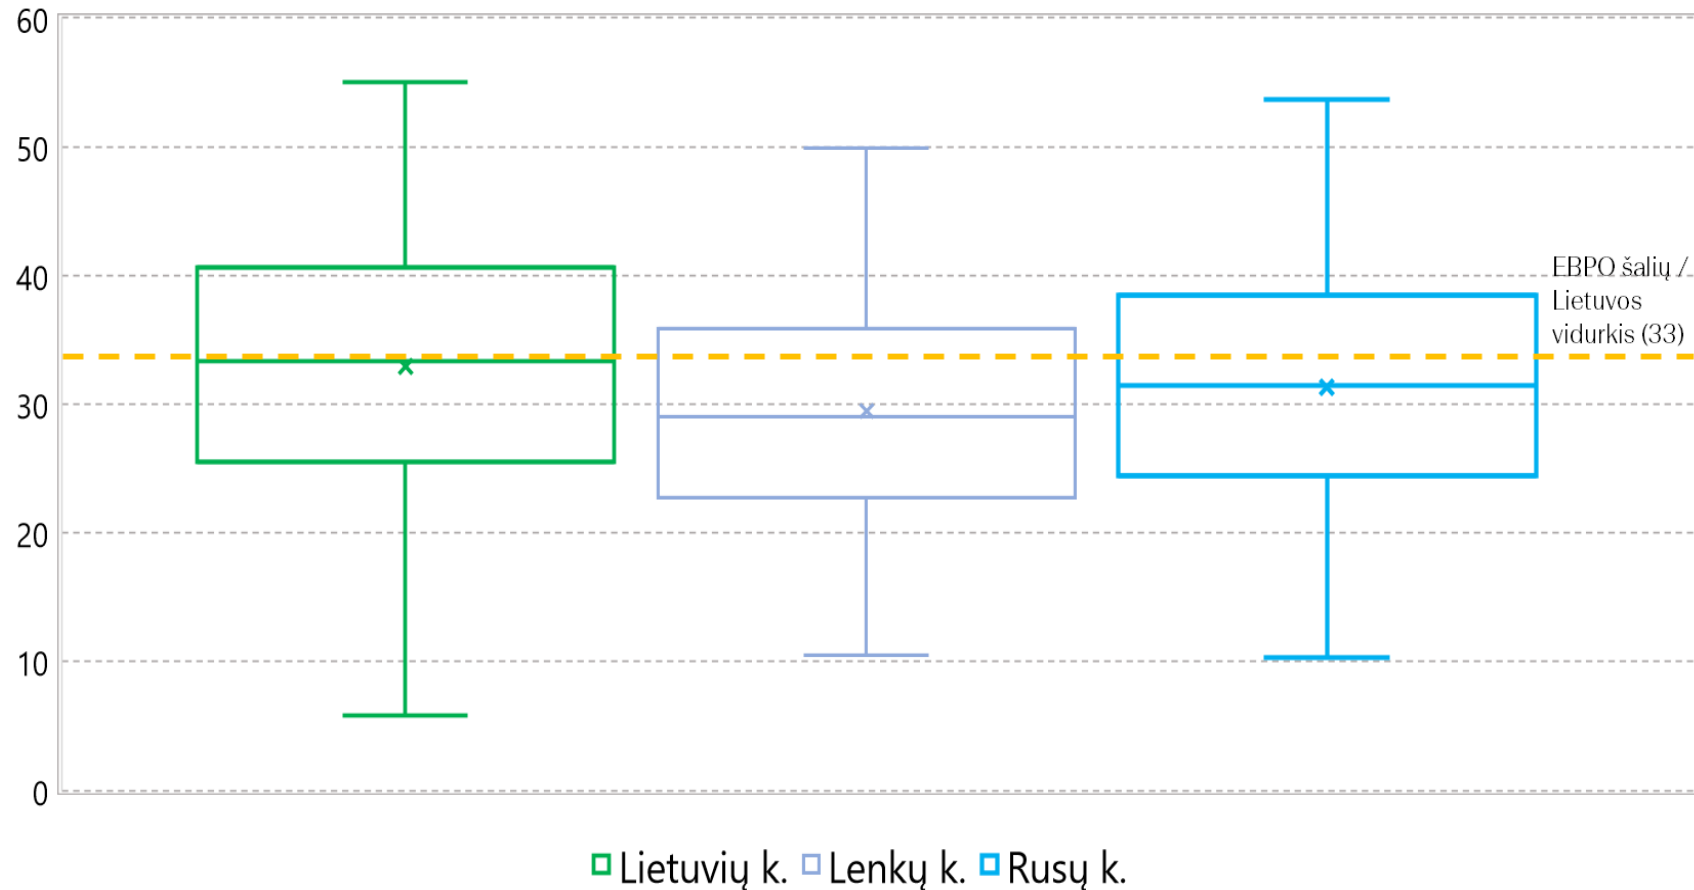 60
50
40
30
20
10
0
EBPO šalių /
Lietuvos
vidurkis (33)
Lietuvių k. Lenkų k. Rusų k.